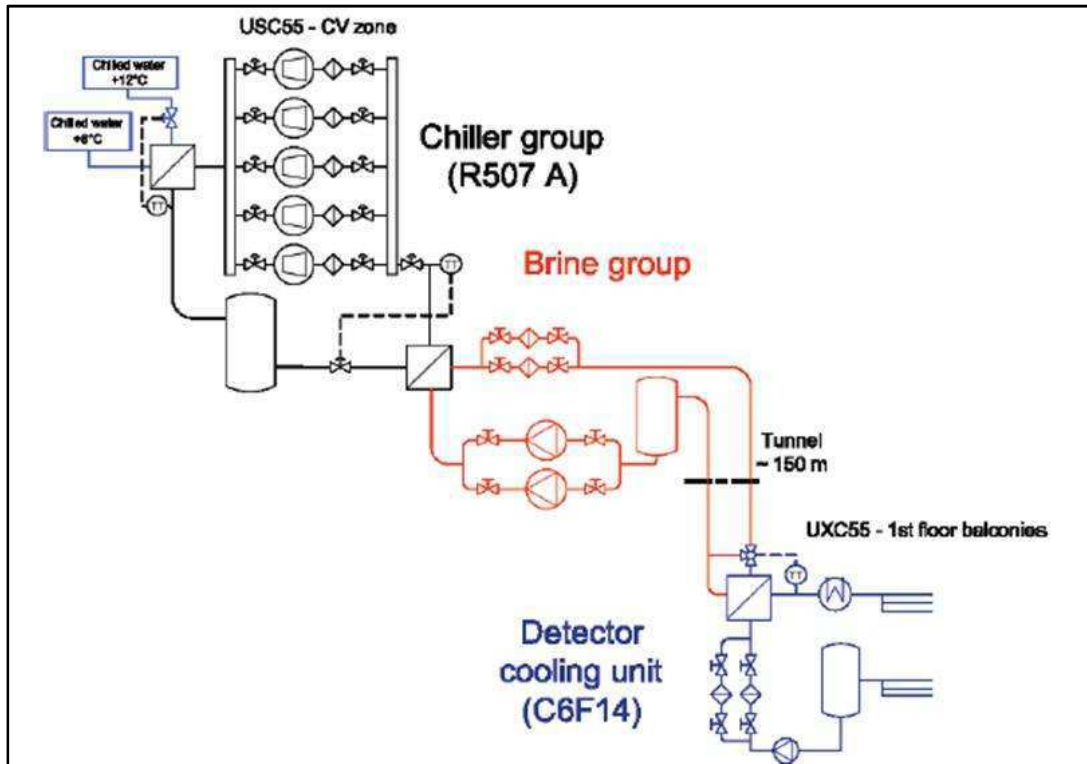 USC55 - CV zone
Chilled water
+12°C
Chilled water
+6°C
Chiller group
(R507 A)
TT
TT
Brine group
Tunnel
~ 150 m
UXC55 - 1st floor balconies
TT
Detector
cooling unit
(C6F14)